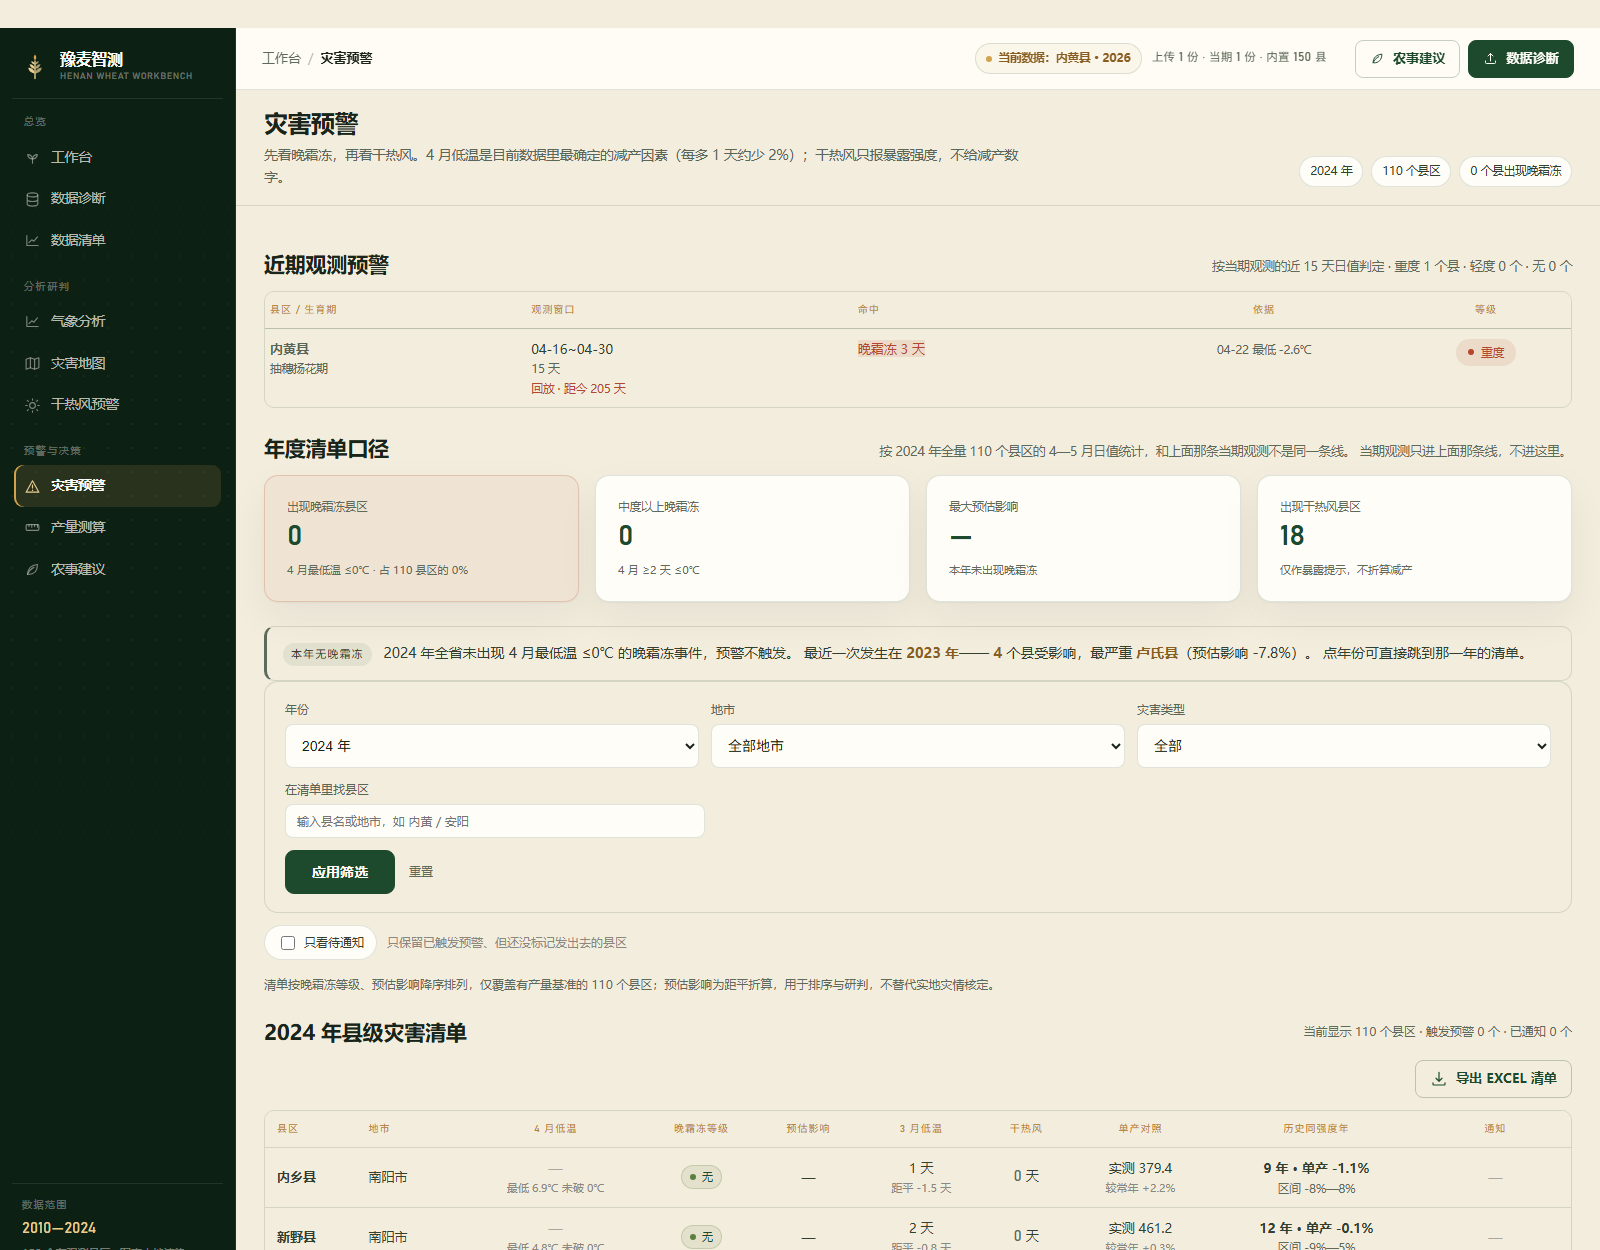 豫麦智测
HENAN WHEAT WORKBENCH
总览
工作台
数据诊断
数据清单
分析研判
气象分析
灾害地图
干热风预警
预警与决策
灾害预警
产量测算
农事建议
数据范围
2010—2024
工作台 / 灾害预警
当前数据：内黄县 • 2026
上传 1 份 · 当期 1 份 · 内置 150 县
农事建议
数据诊断
灾害预警
先看晚霜冻，再看干热风。4 月低温是目前数据里最确定的减产因素（每多 1 天约少 2%）；干热风只报暴露强度，不给减产数
字。
2024 年
110 个县区
0 个县出现晚霜冻
近期观测预警
按当期观测的近 15 天日值判定 · 重度 1 个县 · 轻度 0 个 · 无 0 个
县区 / 生育期 观测窗口 命中 依据 等级
内黄县 04-16~04-30 晚霜冻 3 天 04-22 最低 -2.6℃ 重度
抽穗扬花期 15 天
回放 · 距今 205 天
年度清单口径
按 2024 年全量 110 个县区的 4—5 月日值统计，和上面那条当期观测不是同一条线。 当期观测只进上面那条线，不进这里。
出现晚霜冻县区
0
4 月最低温 ≤0℃ · 占 110 县区的 0%
中度以上晚霜冻
0
4 月 ≥2 天 ≤0℃
最大预估影响
—
本年未出现晚霜冻
出现干热风县区
18
仅作暴露提示，不折算减产
本年无晚霜冻 2024 年全省未出现 4 月最低温 ≤0℃ 的晚霜冻事件，预警不触发。 最近一次发生在 2023 年—— 4 个县受影响，最严重 卢氏县（预估影响 -7.8%）。 点年份可直接跳到那一年的清单。
年份 地市 灾害类型
2024 年 全部地市 全部
在清单里找县区
输入县名或地市，如 内黄 / 安阳
应用筛选 重置
只看待通知 只保留已触发预警、但还没标记发出去的县区
清单按晚霜冻等级、预估影响降序排列，仅覆盖有产量基准的 110 个县区；预估影响为距平折算，用于排序与研判，不替代实地灾情核定。
2024 年县级灾害清单
当前显示 110 个县区 · 触发预警 0 个 · 已通知 0 个
导出 EXCEL 清单
县区 地市 4 月低温 晚霜冻等级 预估影响 3 月低温 干热风 单产对照 历史同强度年 通知
内乡县 南阳市 — 无 — 1 天 0 天 实测 379.4 9 年 • 单产 -1.1% —
最低 6.9℃ 未破 0℃ 距平 -1.5 天 较常年 +2.2% 区间 -8%—8%
新野县 南阳市 — 无 — 2 天 0 天 实测 461.2 12 年 • 单产 -0.1% —
最低 4.8℃ 未破 0℃ 距平 -0.8 天 较常年 +0.3% 区间 -9%—5%